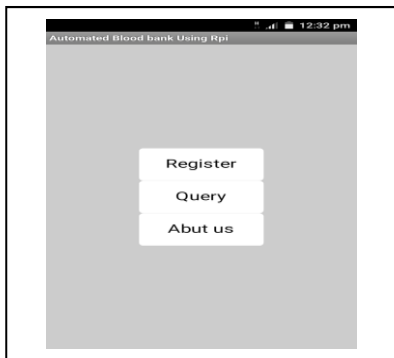 12:32 pm
Automated Blood bank Using Rpi
Register
Query
Abut us